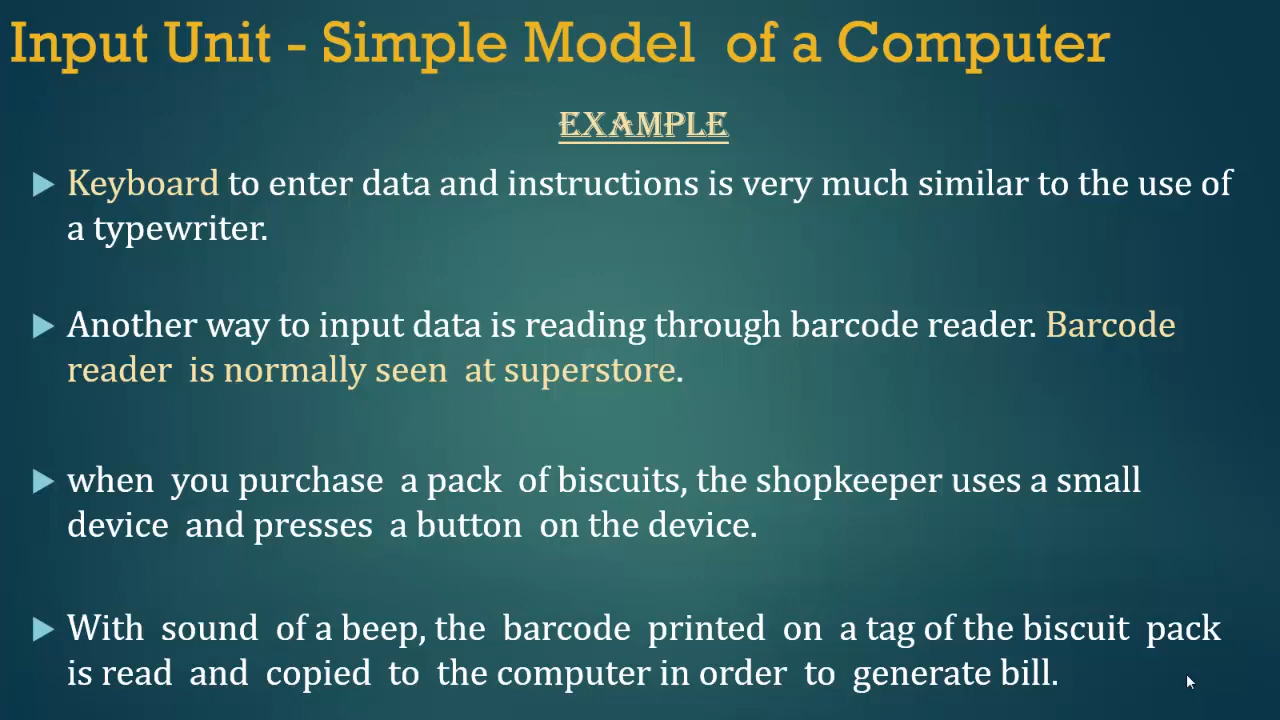 Input Unit - Simple Model of a Computer
EXAMPLE
Keyboard to enter data and instructions is very much similar to the use of
a typewriter.
Another way to input data is reading through barcode reader. Barcode
reader is normally seen at superstore.
when you purchase a pack of biscuits, the shopkeeper uses a small
device and presses a button on the device.
With sound of a beep, the barcode printed on a tag of the biscuit pack
is read and copied to the computer in order to generate bill.